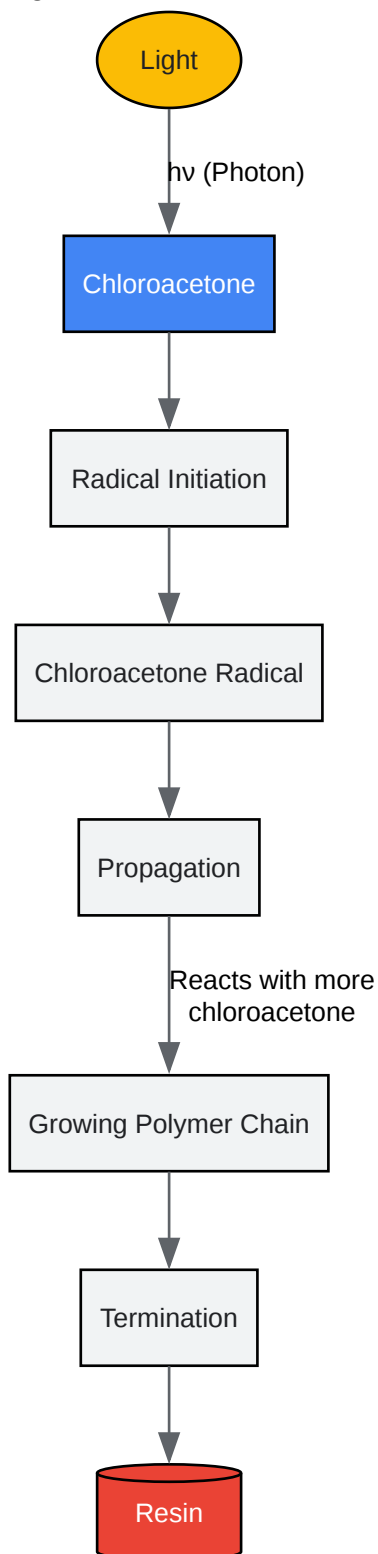 Light
hν (Photon)
Chloroacetone
Radical Initiation
Chloroacetone Radical
Propagation
Reacts with more
chloroacetone
Growing Polymer Chain
Termination
Resin